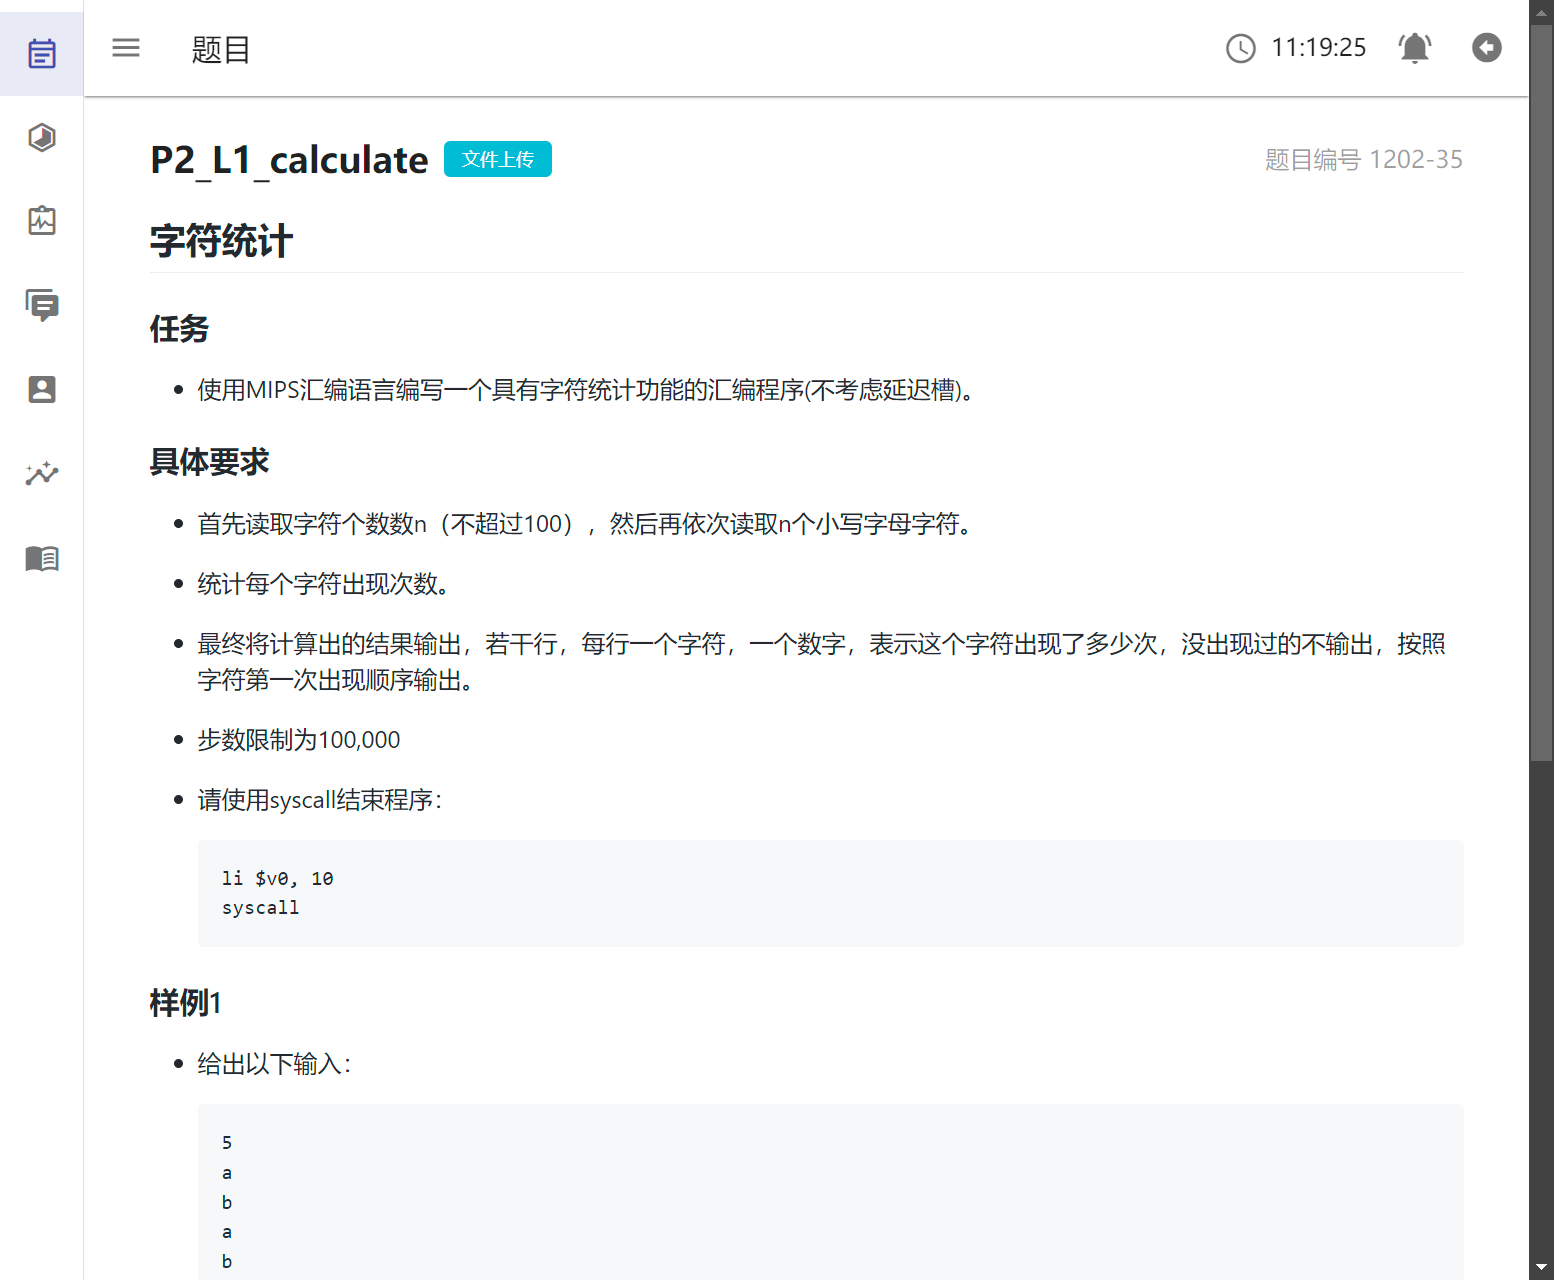 题目
11:19:25
P2_L1_calculate 文件上传 题目编号 1202-35
字符统计
任务
使用MIPS汇编语言编写一个具有字符统计功能的汇编程序(不考虑延迟槽)。
具体要求
首先读取字符个数数n（不超过100），然后再依次读取n个小写字母字符。
统计每个字符出现次数。
最终将计算出的结果输出，若干行，每行一个字符，一个数字，表示这个字符出现了多少次，没出现过的不输出，按照
字符第一次出现顺序输出。
步数限制为100,000
请使用syscall结束程序：
li $v0, 10
syscall
样例1
给出以下输入：
5
a
b
a
b